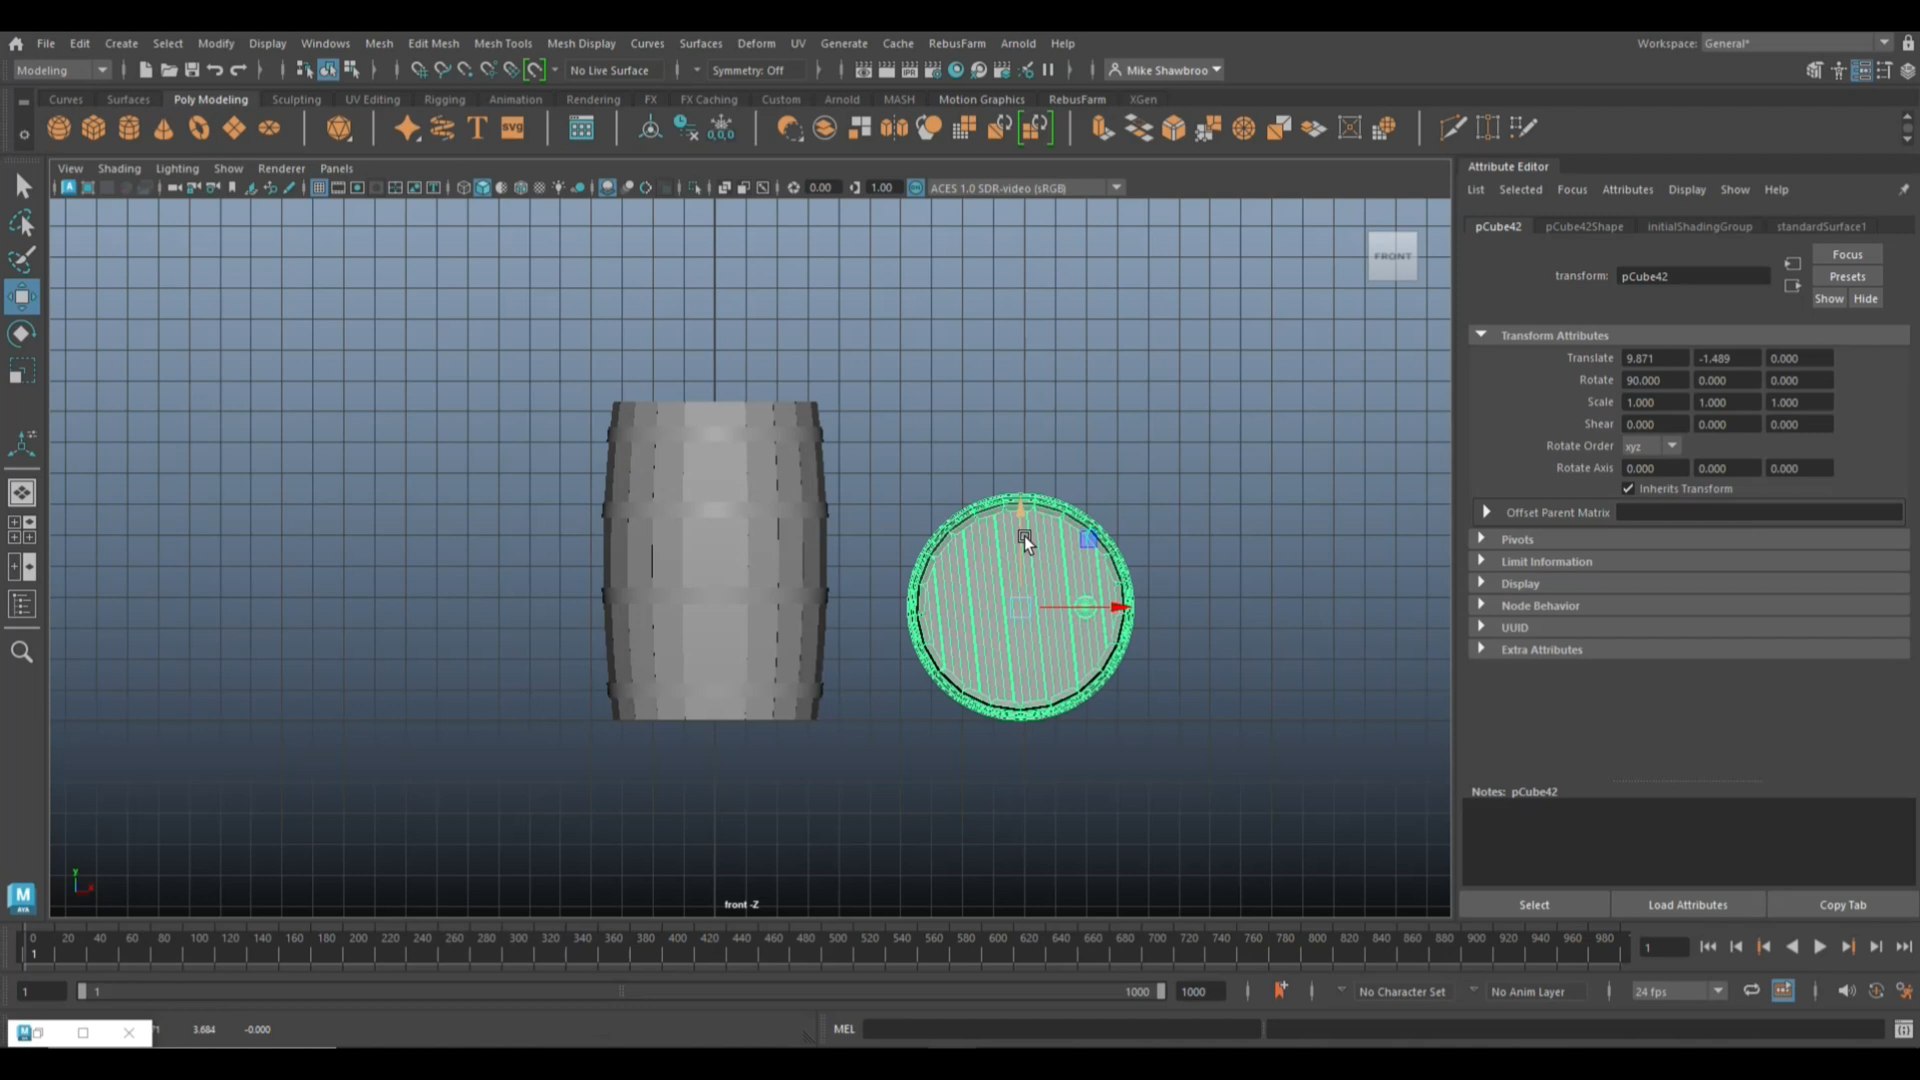 File Edit Create Select Modify Display Windows Mesh Edit Mesh Mesh Tools Mesh Display Curves Surfaces Deform UV Generate Cache RebusFarm Arnold Help Workspace: General*
Modeling No Live Surface Symmetry: Off Mike Shawbroo
Curves Surfaces Poly Modeling Sculpting UV Editing Rigging Animation Rendering FX FX Caching Custom Arnold MASH Motion Graphics RebusFarm XGen
SVG
0,0,0
View Shading Lighting Show Renderer Panels
0.00 1.00 ACES 1.0 SDR-video (sRGB)
FRONT
front -Z
y
Attribute Editor
List Selected Focus Attributes Display Show Help
pCube42 pCube42Shape initialShadingGroup standardSurface1
transform: pCube42
Focus
Presets
Show Hide
Transform Attributes
Translate 9.871 -1.489 0.000
Rotate 90.000 0.000 0.000
Scale 1.000 1.000 1.000
Shear 0.000 0.000 0.000
Rotate Order xyz
Rotate Axis 0.000 0.000 0.000
Inherits Transform
Offset Parent Matrix
Pivots
Limit Information
Display
Node Behavior
UUID
Extra Attributes
Notes: pCube42
Select Load Attributes Copy Tab
0 20 40 60 80 100 120 140 160 180 200 220 240 260 280 300 320 340 360 380 400 420 440 460 480 500 520 540 560 580 600 620 640 660 680 700 720 740 760 780 800 820 840 860 880 900 920 940 960 980
1 1
1 1 1000 1000 No Character Set No Anim Layer 24 fps
3.684 -0.000 MEL